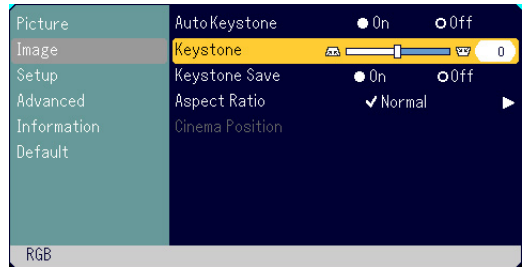 Picture
Image
Setup
Advanced
Information
Default
Auto Keystone On Off
Keystone 0
Keystone Save On Off
Aspect Ratio Normal
Cinema Position
RGB